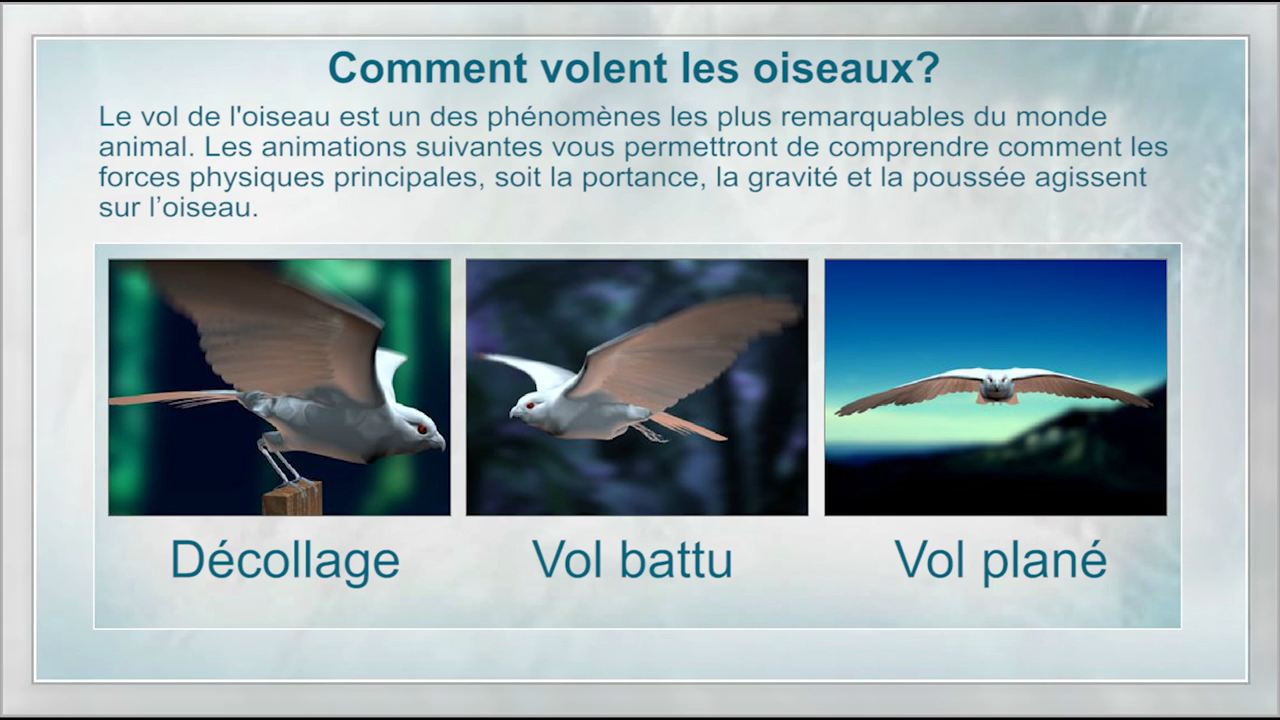 Comment volent les oiseaux?
Le vol de l'oiseau est un des phénomènes les plus remarquables du monde
animal. Les animations suivantes vous permettront de comprendre comment les
forces physiques principales, soit la portance, la gravité et la poussée agissent
sur l’oiseau.
Décollage
Vol battu
Vol plané